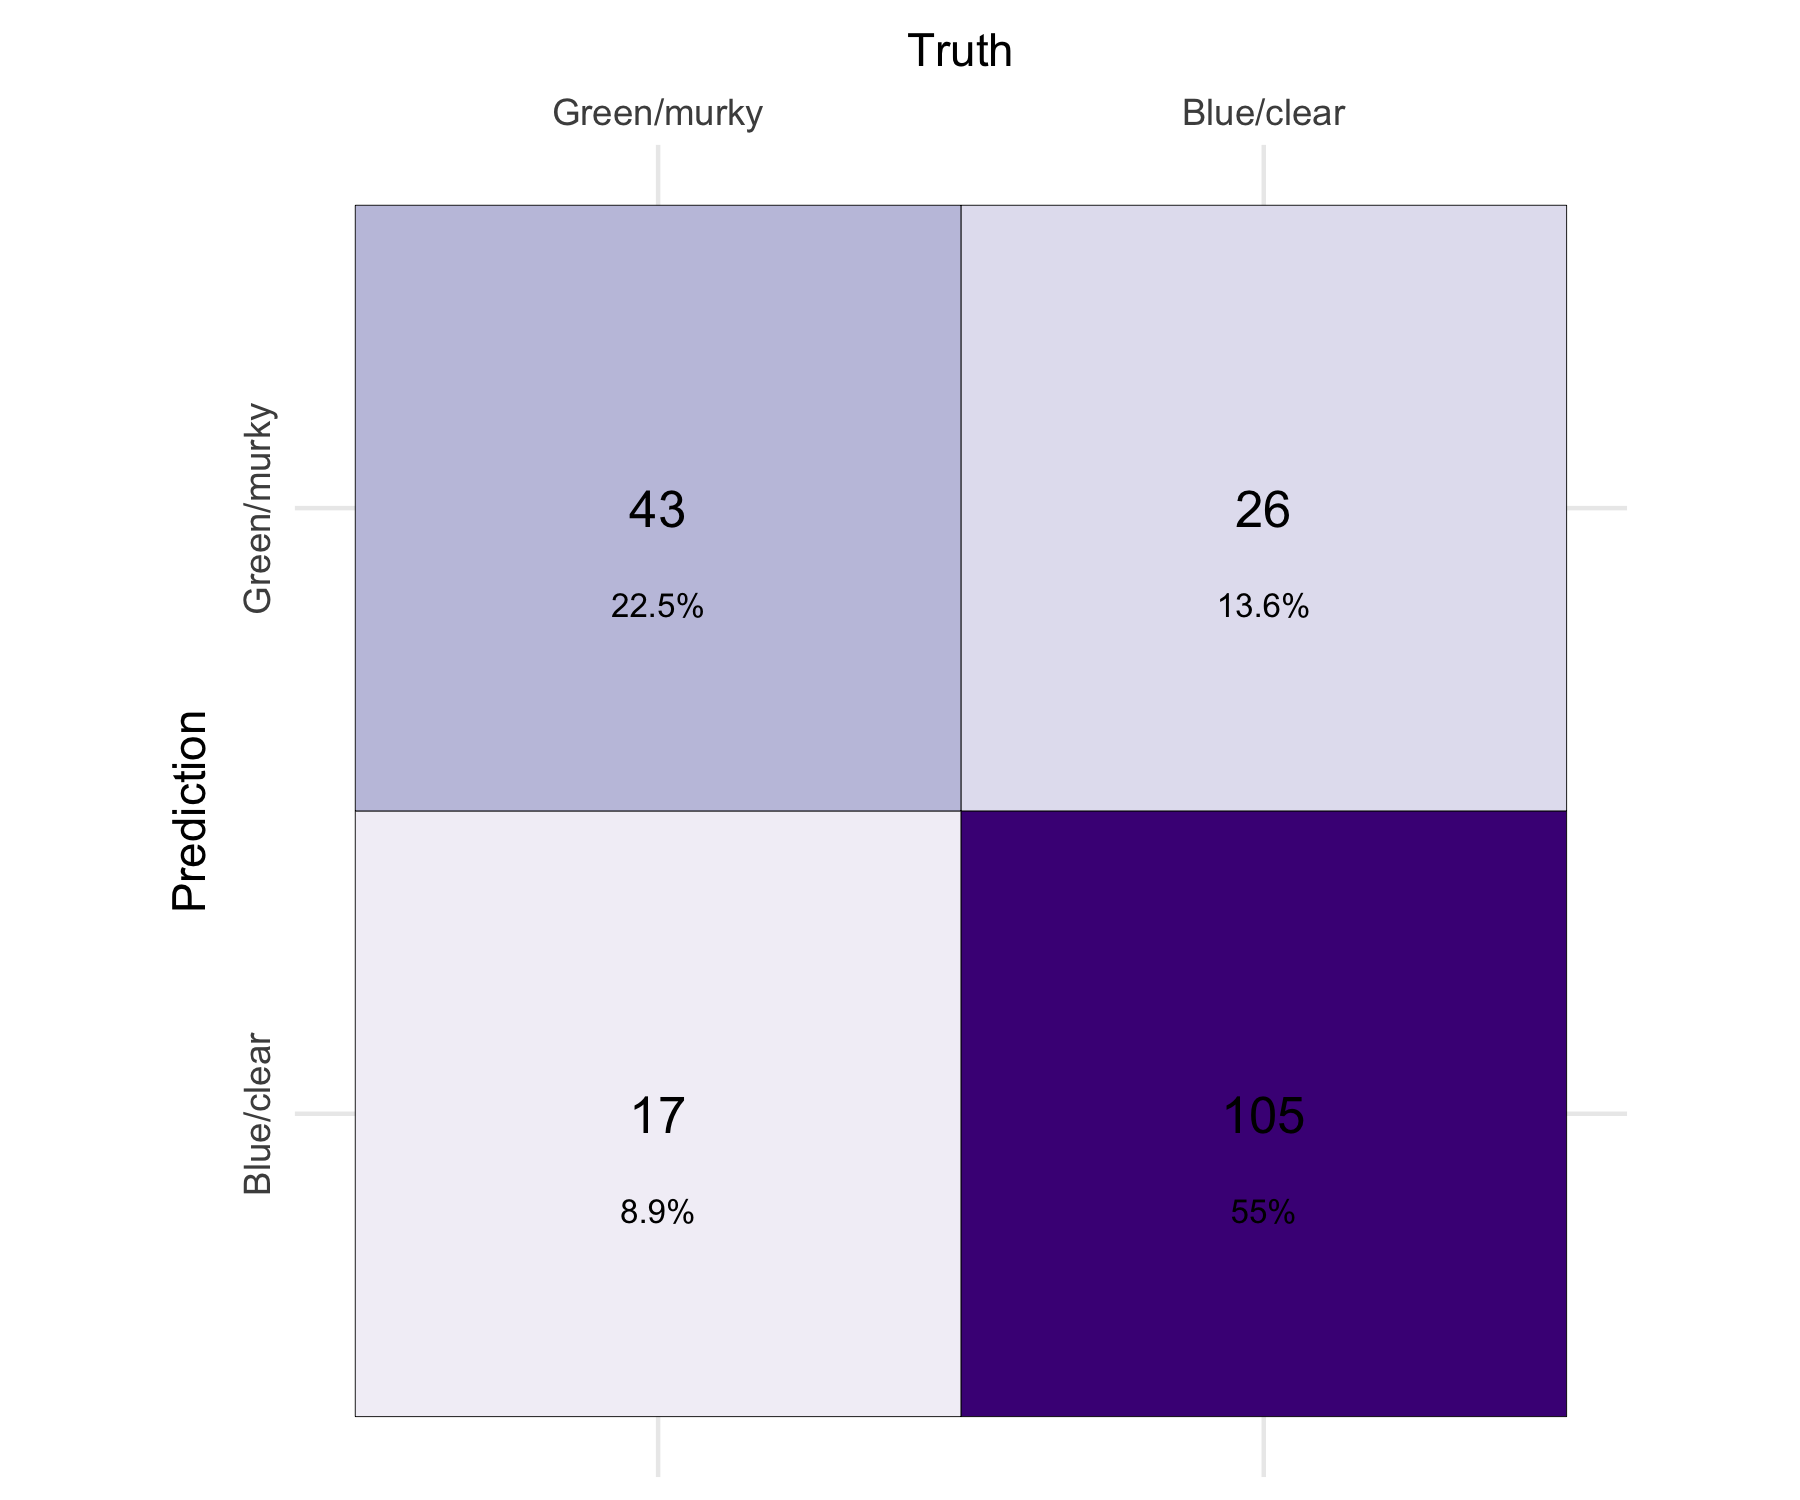 Truth
Green/murky
Blue/clear
Prediction
Green/murky
43
22.5%
26
13.6%
Blue/clear
17
8.9%
105
55%